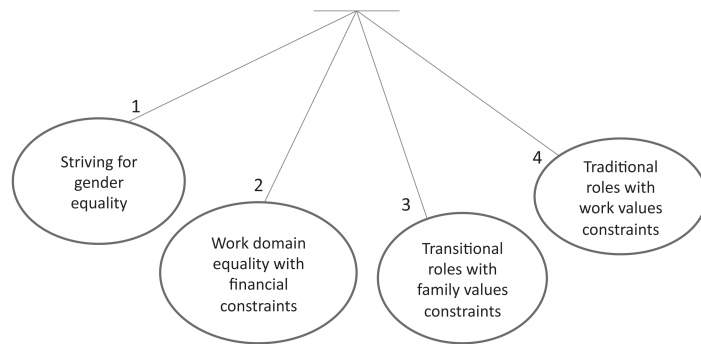 1
Striving for
gender
equality
2
Work domain
equality with
financial
constraints
3
Transitional
roles with
family values
constraints
4
Traditional
roles with
work values
constraints